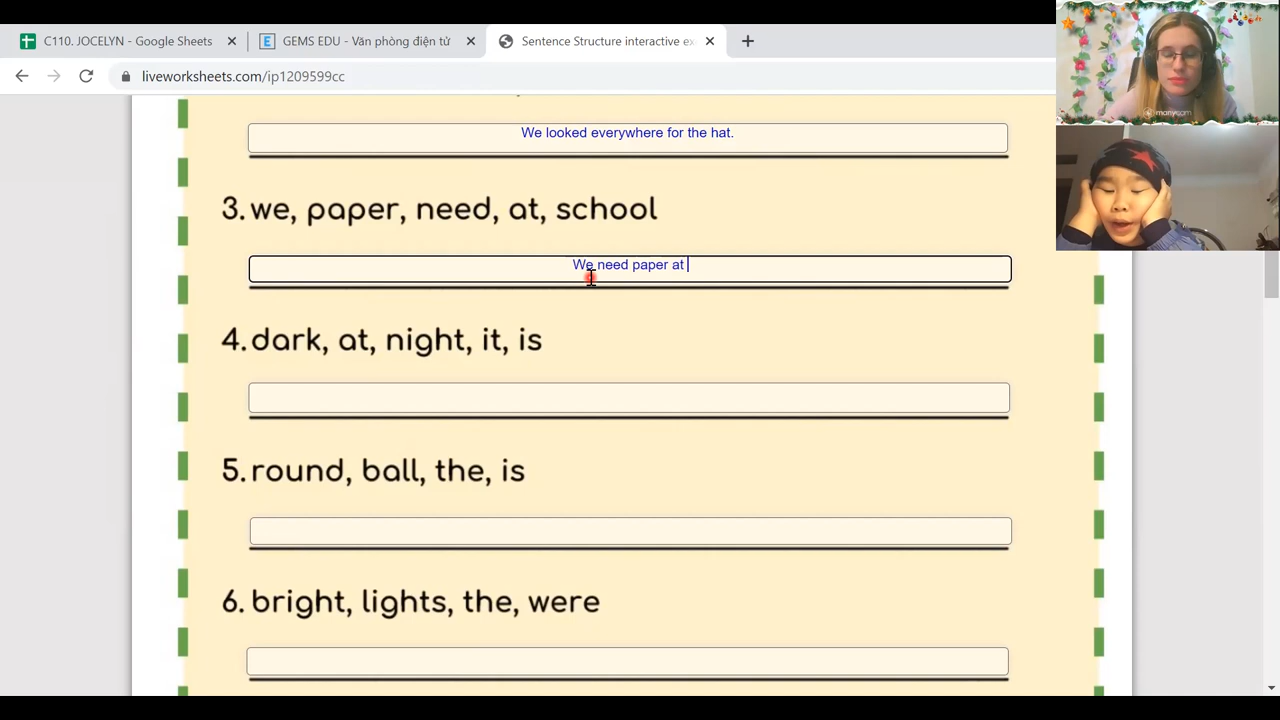 C110. JOCELYN - Google Sheets
GEMS EDU - Văn phòng điện tử
Sentence Structure interactive ex
liveworksheets.com/ip1209599cc
We looked everywhere for the hat.
3. we, paper, need, at, school
We need paper at
4. dark, at, night, it, is
5. round, ball, the, is
6. bright, lights, the, were
manycam